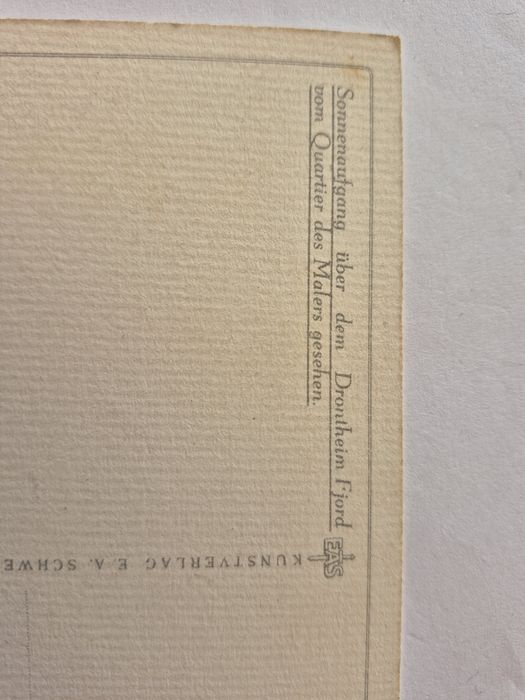 Sonnenaufgang über dem Drontheim Fjord
vom Quartier des Malers gesehen.
EAS
KUNSTVERLAG E. A. SCHWE